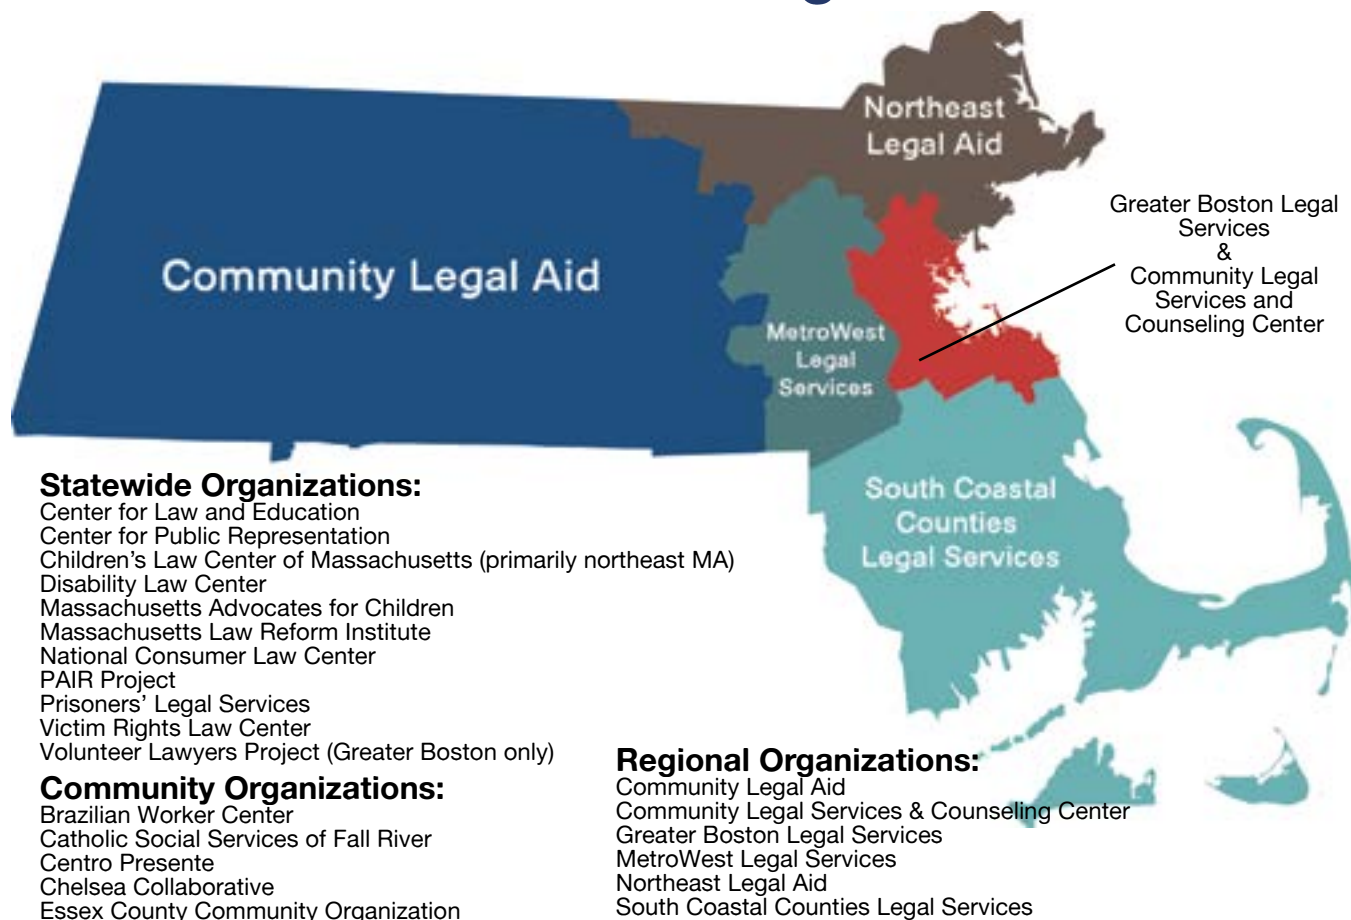 Northeast
Legal Aid
Greater Boston Legal
Services
&
Community Legal
Services and
Counseling Center
Community Legal Aid
MetroWest
Legal
Services
South Coastal
Counties
Legal Services
Statewide Organizations:
Center for Law and Education
Center for Public Representation
Children’s Law Center of Massachusetts (primarily northeast MA)
Disability Law Center
Massachusetts Advocates for Children
Massachusetts Law Reform Institute
National Consumer Law Center
PAIR Project
Prisoners’ Legal Services
Victim Rights Law Center
Volunteer Lawyers Project (Greater Boston only)
Community Organizations:
Brazilian Worker Center
Catholic Social Services of Fall River
Centro Presente
Chelsea Collaborative
Essex County Community Organization
Regional Organizations:
Community Legal Aid
Community Legal Services & Counseling Center
Greater Boston Legal Services
MetroWest Legal Services
Northeast Legal Aid
South Coastal Counties Legal Services